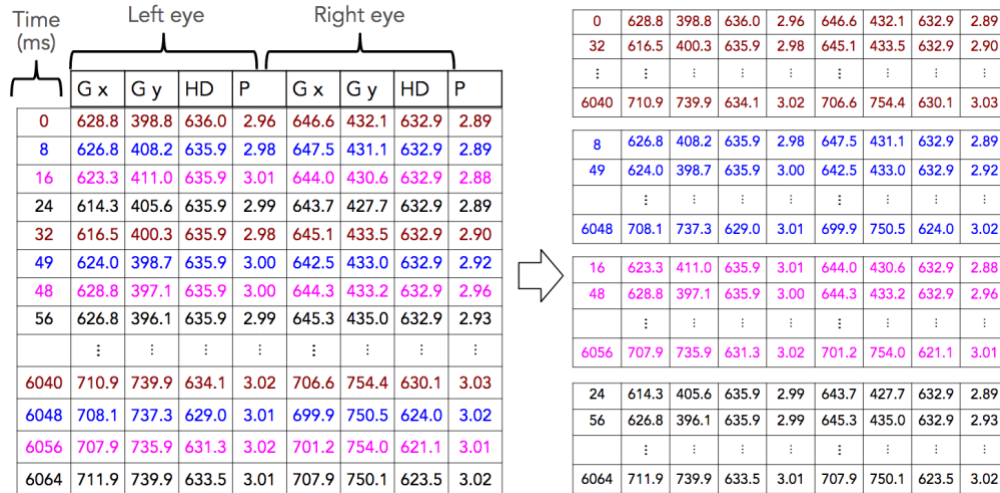 Time
(ms)
Left eye
Right eye
G x G y HD P G x G y HD P
0 628.8 398.8 636.0 2.96 646.6 432.1 632.9 2.89
8 626.8 408.2 635.9 2.98 647.5 431.1 632.9 2.89
16 623.3 411.0 635.9 3.01 644.0 430.6 632.9 2.88
24 614.3 405.6 635.9 2.99 643.7 427.7 632.9 2.89
32 616.5 400.3 635.9 2.98 645.1 433.5 632.9 2.90
49 624.0 398.7 635.9 3.00 642.5 433.0 632.9 2.92
48 628.8 397.1 635.9 3.00 644.3 433.2 632.9 2.96
56 626.8 396.1 635.9 2.99 645.3 435.0 632.9 2.93
⋮ ⋮ ⋮ ⋮ ⋮ ⋮ ⋮ ⋮
6040 710.9 739.9 634.1 3.02 706.6 754.4 630.1 3.03
6048 708.1 737.3 629.0 3.01 699.9 750.5 624.0 3.02
6056 707.9 735.9 631.3 3.02 701.2 754.0 621.1 3.01
6064 711.9 739.9 633.5 3.01 707.9 750.1 623.5 3.02
0 628.8 398.8 636.0 2.96 646.6 432.1 632.9 2.89
32 616.5 400.3 635.9 2.98 645.1 433.5 632.9 2.90
⋮ ⋮ ⋮ ⋮ ⋮ ⋮ ⋮ ⋮ ⋮
6040 710.9 739.9 634.1 3.02 706.6 754.4 630.1 3.03
8 626.8 408.2 635.9 2.98 647.5 431.1 632.9 2.89
49 624.0 398.7 635.9 3.00 642.5 433.0 632.9 2.92
⋮ ⋮ ⋮ ⋮ ⋮ ⋮ ⋮ ⋮
6048 708.1 737.3 629.0 3.01 699.9 750.5 624.0 3.02
16 623.3 411.0 635.9 3.01 644.0 430.6 632.9 2.88
48 628.8 397.1 635.9 3.00 644.3 433.2 632.9 2.96
⋮ ⋮ ⋮ ⋮ ⋮ ⋮ ⋮ ⋮
6056 707.9 735.9 631.3 3.02 701.2 754.0 621.1 3.01
24 614.3 405.6 635.9 2.99 643.7 427.7 632.9 2.89
56 626.8 396.1 635.9 2.99 645.3 435.0 632.9 2.93
⋮ ⋮ ⋮ ⋮ ⋮ ⋮ ⋮ ⋮
6064 711.9 739.9 633.5 3.01 707.9 750.1 623.5 3.02